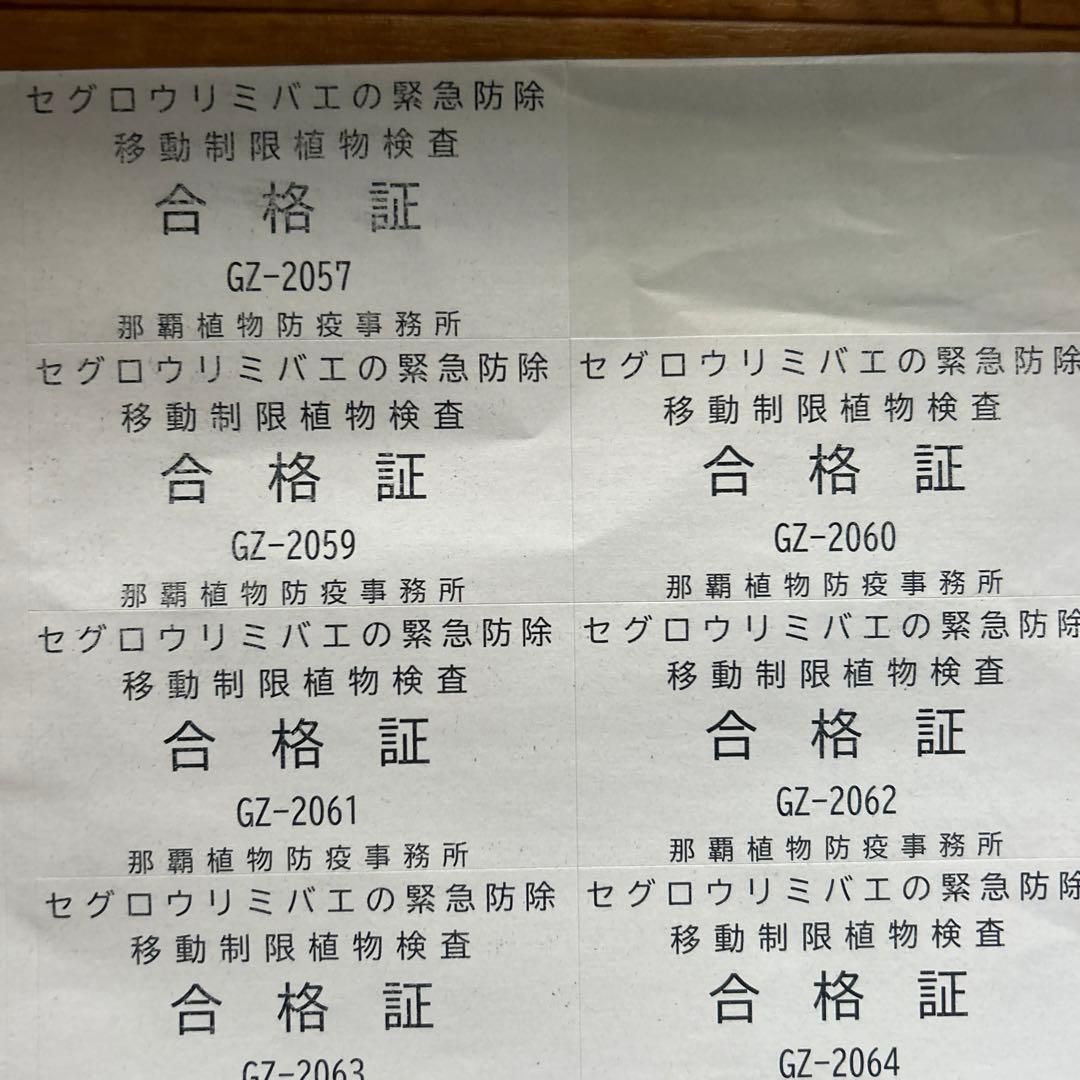 セグロウリミバエの緊急防除
移動制限植物検査
合格証
GZ-2057
那覇植物防疫事務所
セグロウリミバエの緊急防除
移動制限植物検査
合格証
GZ-2059
那覇植物防疫事務所
セグロウリミバエの緊急防除
移動制限植物検査
合格証
GZ-2060
那覇植物防疫事務所
セグロウリミバエの緊急防除
移動制限植物検査
合格証
GZ-2061
那覇植物防疫事務所
セグロウリミバエの緊急防除
移動制限植物検査
合格証
GZ-2062
那覇植物防疫事務所
セグロウリミバエの緊急防除
移動制限植物検査
合格証
GZ-2063
セグロウリミバエの緊急防除
移動制限植物検査
合格証
GZ-2064